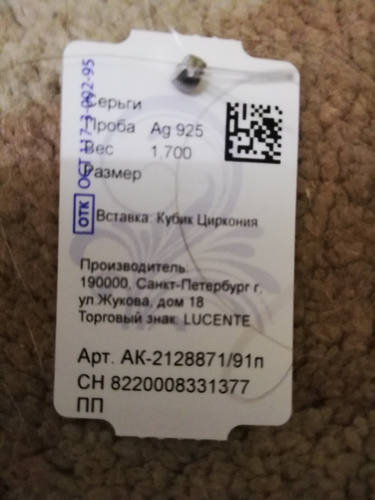 Серьги
Проба Ag 925
Вес 1,700
Размер
ОСТ 117-3-002-95
ОТК
Вставка: Кубик Циркония
Производитель:
190000, Санкт-Петербург г,
ул.Жукова, дом 18
Торговый знак: LUCENTE
Арт. АК-2128871/91п
СН 8220008331377
ПП